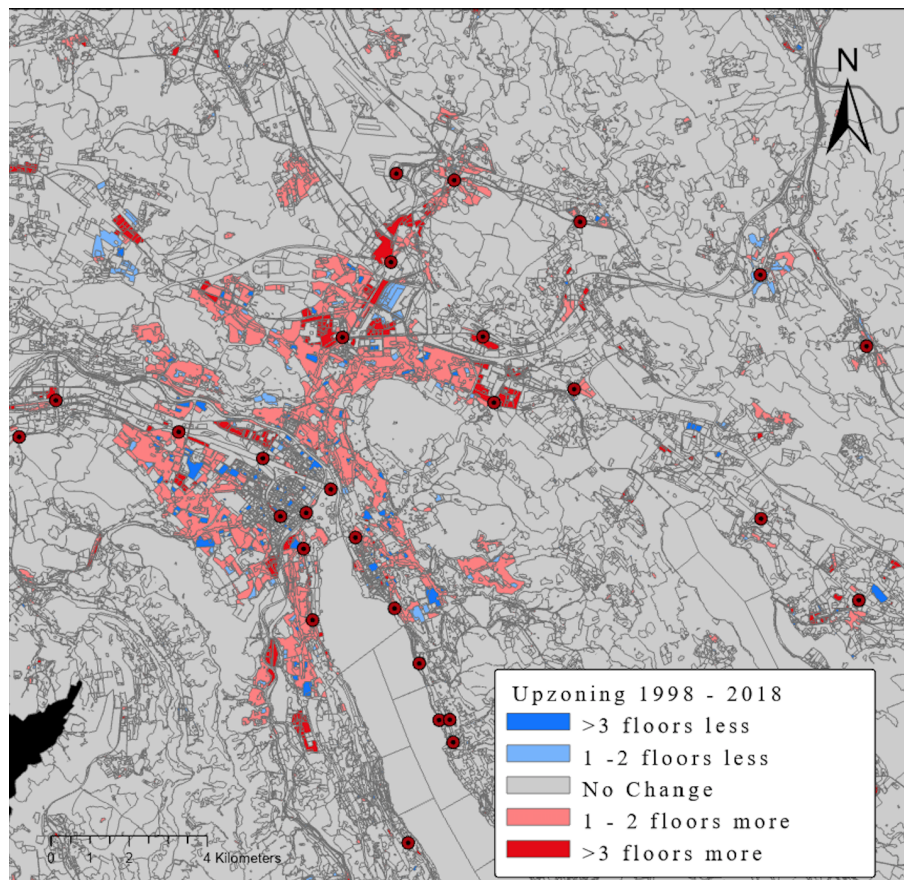 N
Upzoning 1998 - 2018
>3 floors less
1 -2 floors less
No Change
1 - 2 floors more
>3 floors more
0 1 2 4 Kilometers